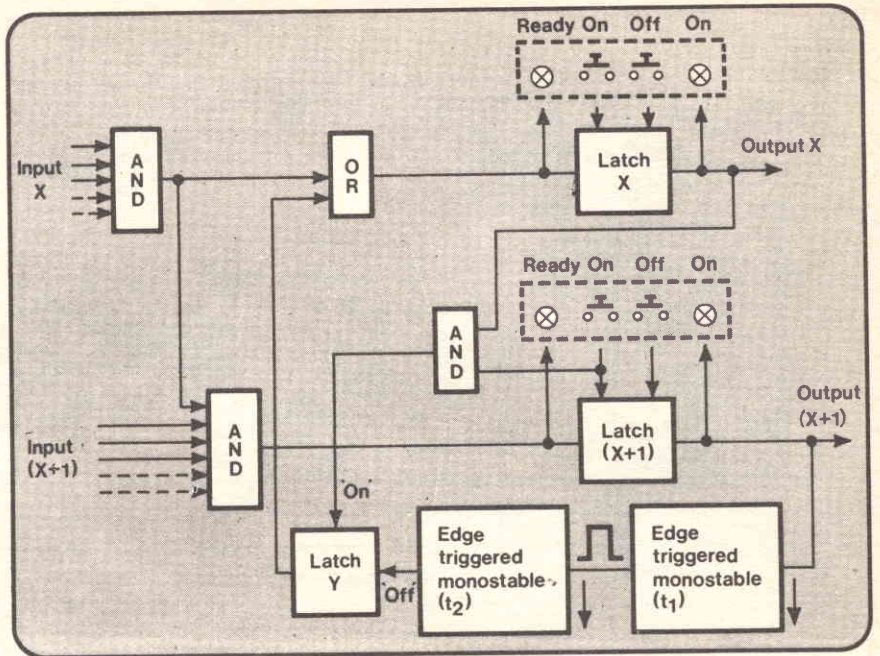 Ready On Off On
Input
X
A
N
D
O
R
Latch
X
Output X
Ready On Off On
A
N
D
Input
(X+1)
A
N
D
Latch
(X+1)
Output
(X+1)
'On'
Latch
Y
'Off'
Edge
triggered
monostable
(t2)
Edge
triggered
monostable
(t1)